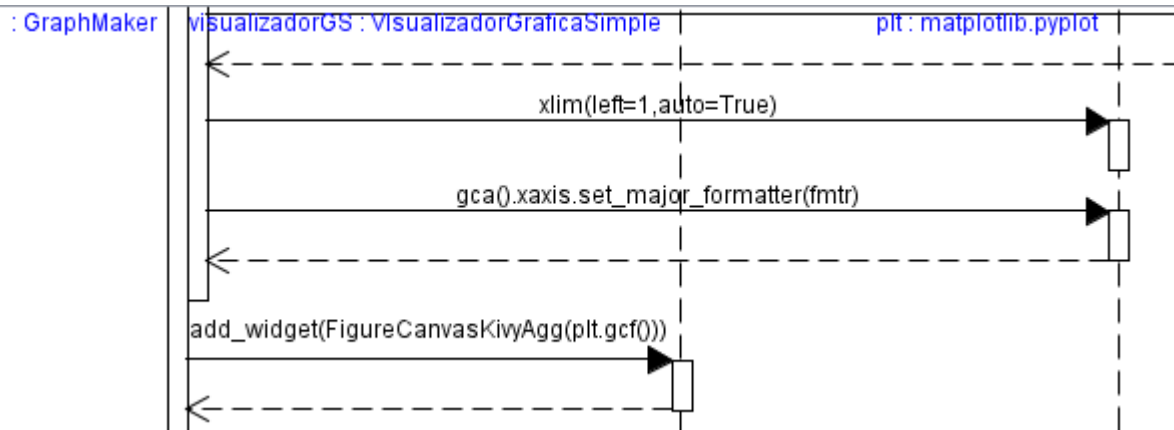 : GraphMaker
visualizadorGS : VIsualizadorGraficaSimple
plt : matplotlib.pyplot
xlim(left=1,auto=True)
gca().xaxis.set_major_formatter(fmtr)
add_widget(FigureCanvasKivyAgg(plt.gcf()))